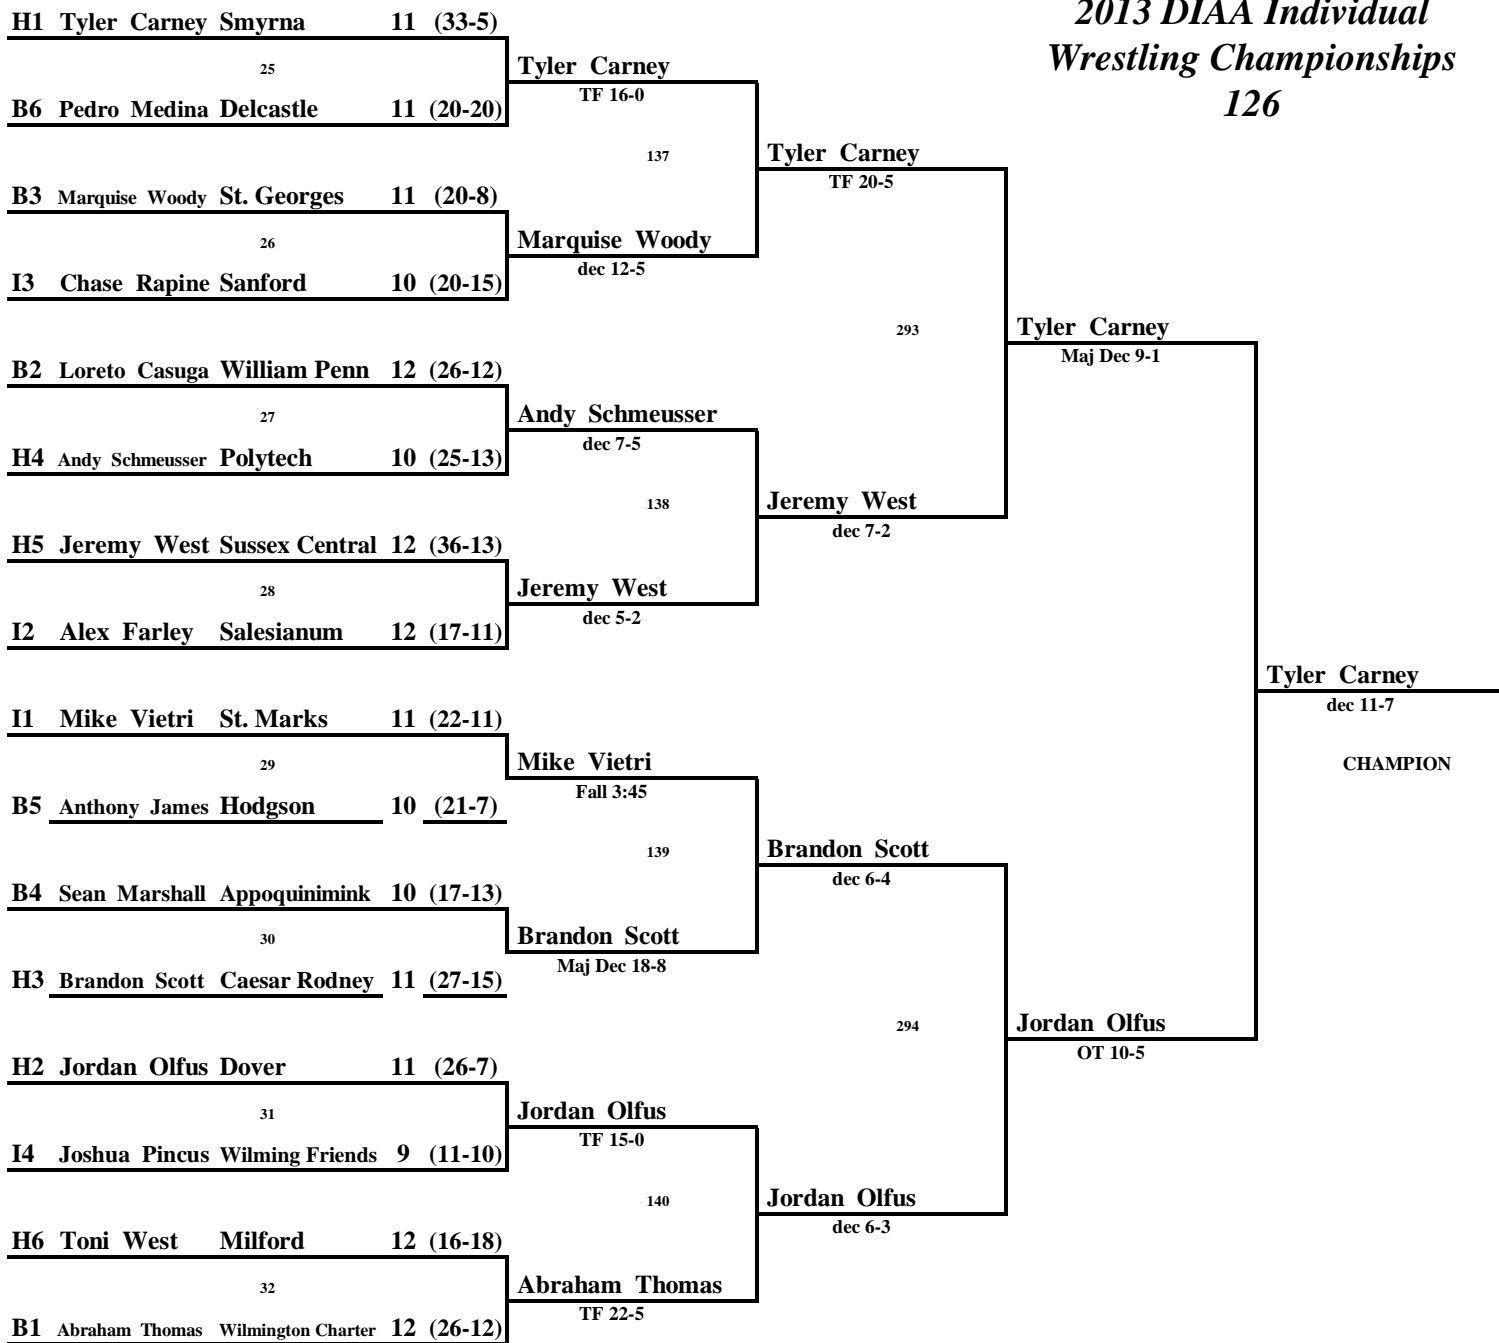 2013 DIAA Individual
Wrestling Championships
126
H1 Tyler Carney Smyrna 11 (33-5)
25
B6 Pedro Medina Delcastle 11 (20-20)
B3 Marquise Woody St. Georges 11 (20-8)
26
I3 Chase Rapine Sanford 10 (20-15)
B2 Loreto Casuga William Penn 12 (26-12)
27
H4 Andy Schmeusser Polytech 10 (25-13)
H5 Jeremy West Sussex Central 12 (36-13)
28
I2 Alex Farley Salesianum 12 (17-11)
I1 Mike Vietri St. Marks 11 (22-11)
29
B5 Anthony James Hodgson 10 (21-7)
B4 Sean Marshall Appoquinimink 10 (17-13)
30
H3 Brandon Scott Caesar Rodney 11 (27-15)
H2 Jordan Olfus Dover 11 (26-7)
31
I4 Joshua Pincus Wilming Friends 9 (11-10)
H6 Toni West Milford 12 (16-18)
32
B1 Abraham Thomas Wilmington Charter 12 (26-12)
Tyler Carney
TF 16-0
137
Marquise Woody
dec 12-5
Andy Schmeusser
dec 7-5
138
Jeremy West
dec 5-2
Mike Vietri
Fall 3:45
139
Brandon Scott
Maj Dec 18-8
Jordan Olfus
TF 15-0
140
Abraham Thomas
TF 22-5
Tyler Carney
TF 20-5
293
Jeremy West
dec 7-2
Brandon Scott
dec 6-4
294
Jordan Olfus
dec 6-3
Tyler Carney
Maj Dec 9-1
Jordan Olfus
OT 10-5
Tyler Carney
dec 11-7
CHAMPION